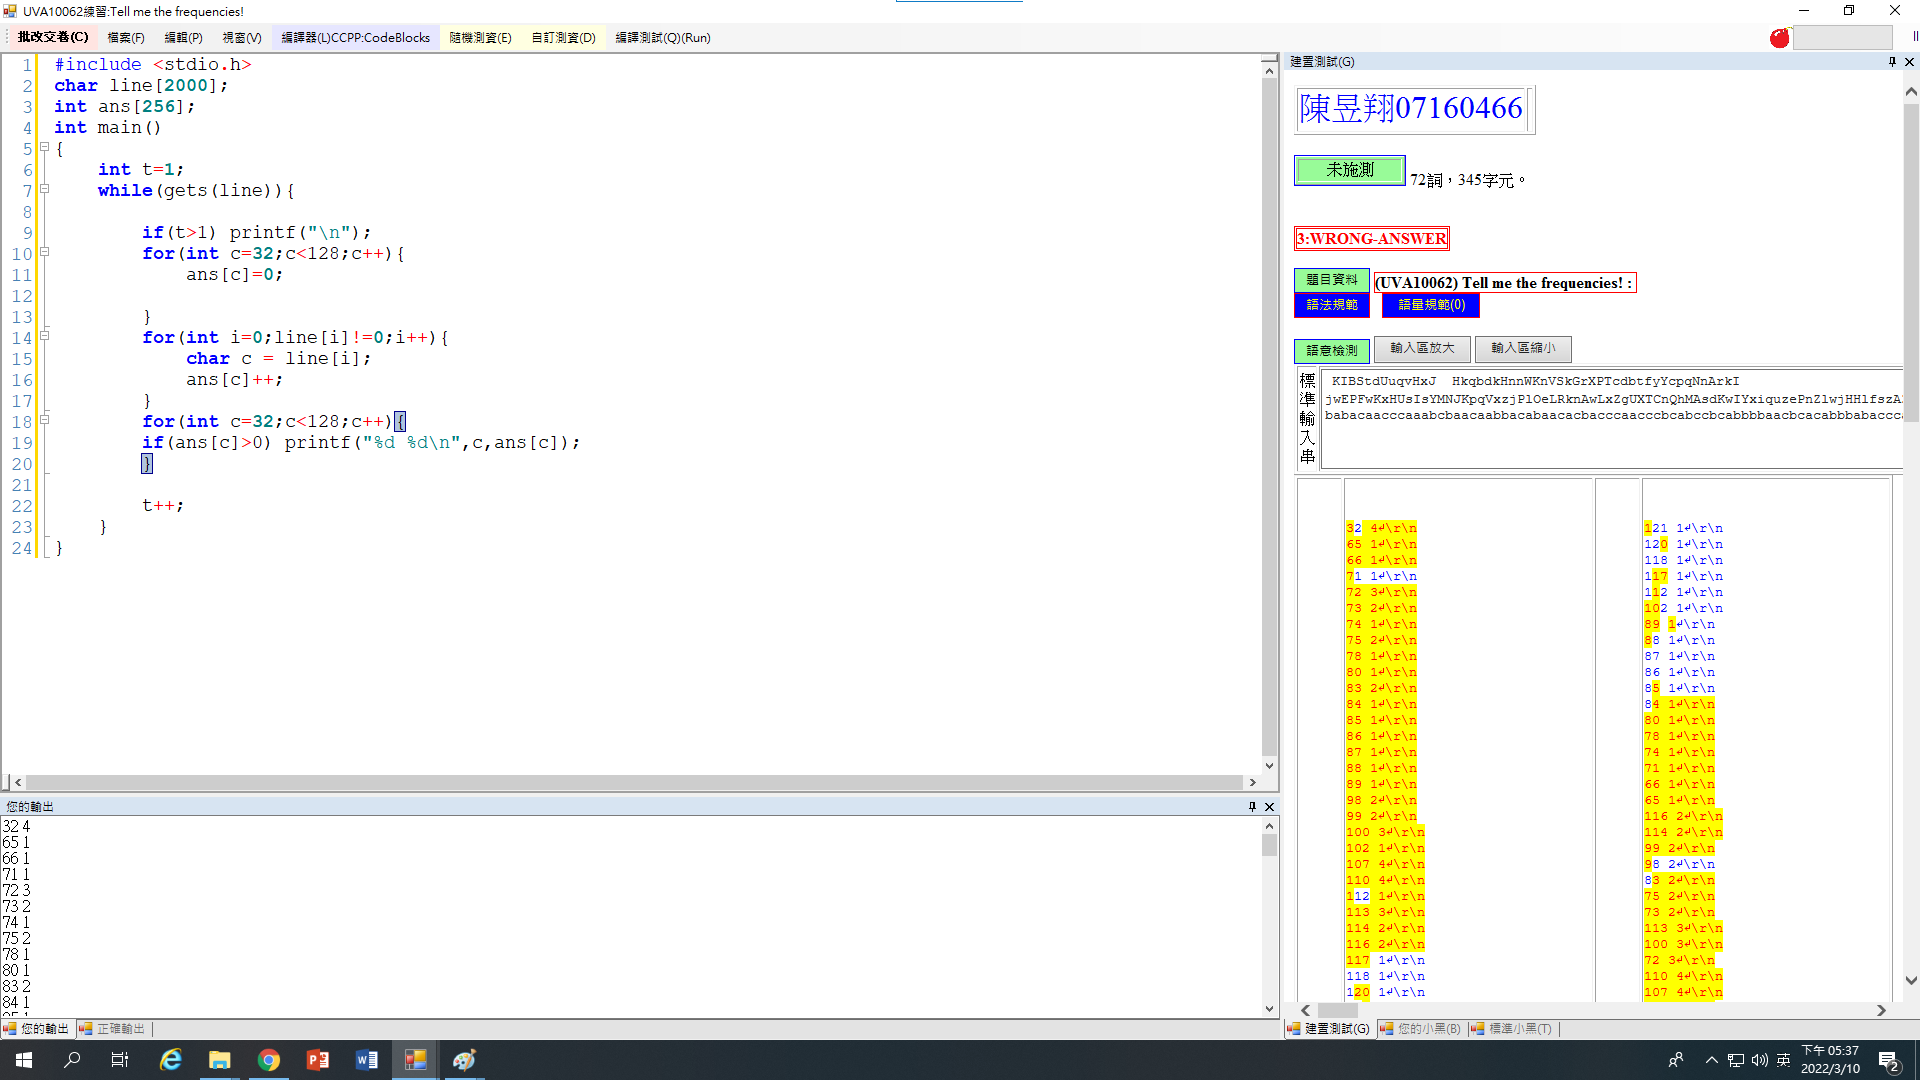 UVA10062練習:Tell me the frequencies!
批改交卷(C) 檔案(F) 編輯(P) 視窗(V) 編譯器(L)CCPP:CodeBlocks 隨機測資(E) 自訂測資(D) 編譯測試(Q)(Run)
1 #include <stdio.h>
2 char line[2000];
3 int ans[256];
4 int main()
5 {
6 int t=1;
7 while(gets(line)){
8
9 if(t>1) printf("\n");
10 for(int c=32;c<128;c++){
11 ans[c]=0;
12
13 }
14 for(int i=0;line[i]!=0;i++){
15 char c = line[i];
16 ans[c]++;
17 }
18 for(int c=32;c<128;c++){
19 if(ans[c]>0) printf("%d %d\n",c,ans[c]);
20 }
21
22 t++;
23 }
24 }
您的輸出
32 4
65 1
66 1
71 1
72 3
73 2
74 1
75 2
78 1
80 1
83 2
84 1
您的輸出 正確輸出
建置測試(G)
陳昱翔07160466
未施測 72詞，345字元。
3:WRONG-ANSWER
題目資料 (UVA10062) Tell me the frequencies! :
語法規範 語量規範(0)
語意檢測 輸入區放大 輸入區縮小
標準輸入串
KIBStdUuqvHxJ HkqbdkHnnWKnVSkGrXPTcdbtfyYcpqNnArkI
jwEPFwKxHUsIsYMNJKpqVxzjPlOeLRknAwLxZgUXTCnQhMAsdKwIYxiquzePnZlwjHHlfszA
babacaacccaaabcbaacaabbacabaacacbacccaacccbcabccbcabbbbaacbcacabbbabaccc
32 4↲\r\n
65 1↲\r\n
66 1↲\r\n
71 1↲\r\n
72 3↲\r\n
73 2↲\r\n
74 1↲\r\n
75 2↲\r\n
78 1↲\r\n
80 1↲\r\n
83 2↲\r\n
84 1↲\r\n
85 1↲\r\n
86 1↲\r\n
87 1↲\r\n
88 1↲\r\n
89 1↲\r\n
98 2↲\r\n
99 2↲\r\n
100 3↲\r\n
102 1↲\r\n
107 4↲\r\n
110 4↲\r\n
112 1↲\r\n
113 3↲\r\n
114 2↲\r\n
116 2↲\r\n
117 1↲\r\n
118 1↲\r\n
120 1↲\r\n
121 1↲\r\n
120 1↲\r\n
118 1↲\r\n
117 1↲\r\n
112 1↲\r\n
102 1↲\r\n
89 1↲\r\n
88 1↲\r\n
87 1↲\r\n
86 1↲\r\n
85 1↲\r\n
84 1↲\r\n
80 1↲\r\n
78 1↲\r\n
74 1↲\r\n
71 1↲\r\n
66 1↲\r\n
65 1↲\r\n
116 2↲\r\n
114 2↲\r\n
99 2↲\r\n
98 2↲\r\n
83 2↲\r\n
75 2↲\r\n
73 2↲\r\n
113 3↲\r\n
100 3↲\r\n
72 3↲\r\n
110 4↲\r\n
107 4↲\r\n
建置測試(G) 您的小黑(B) 標準小黑(T)
英 下午 05:37
2022/3/10
2